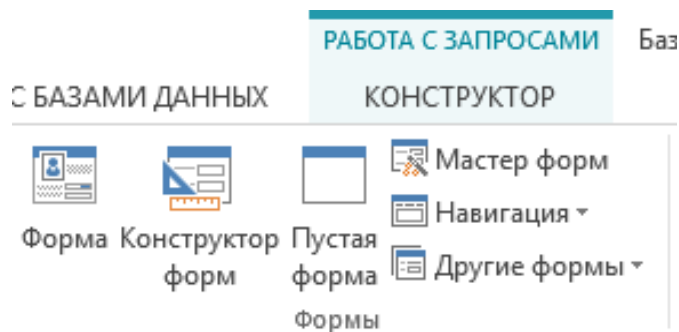 РАБОТА С ЗАПРОСАМИ Баз
С БАЗАМИ ДАННЫХ КОНСТРУКТОР
Форма
Конструктор
форм
Пустая
форма
Мастер форм
Навигация
Другие формы
Формы